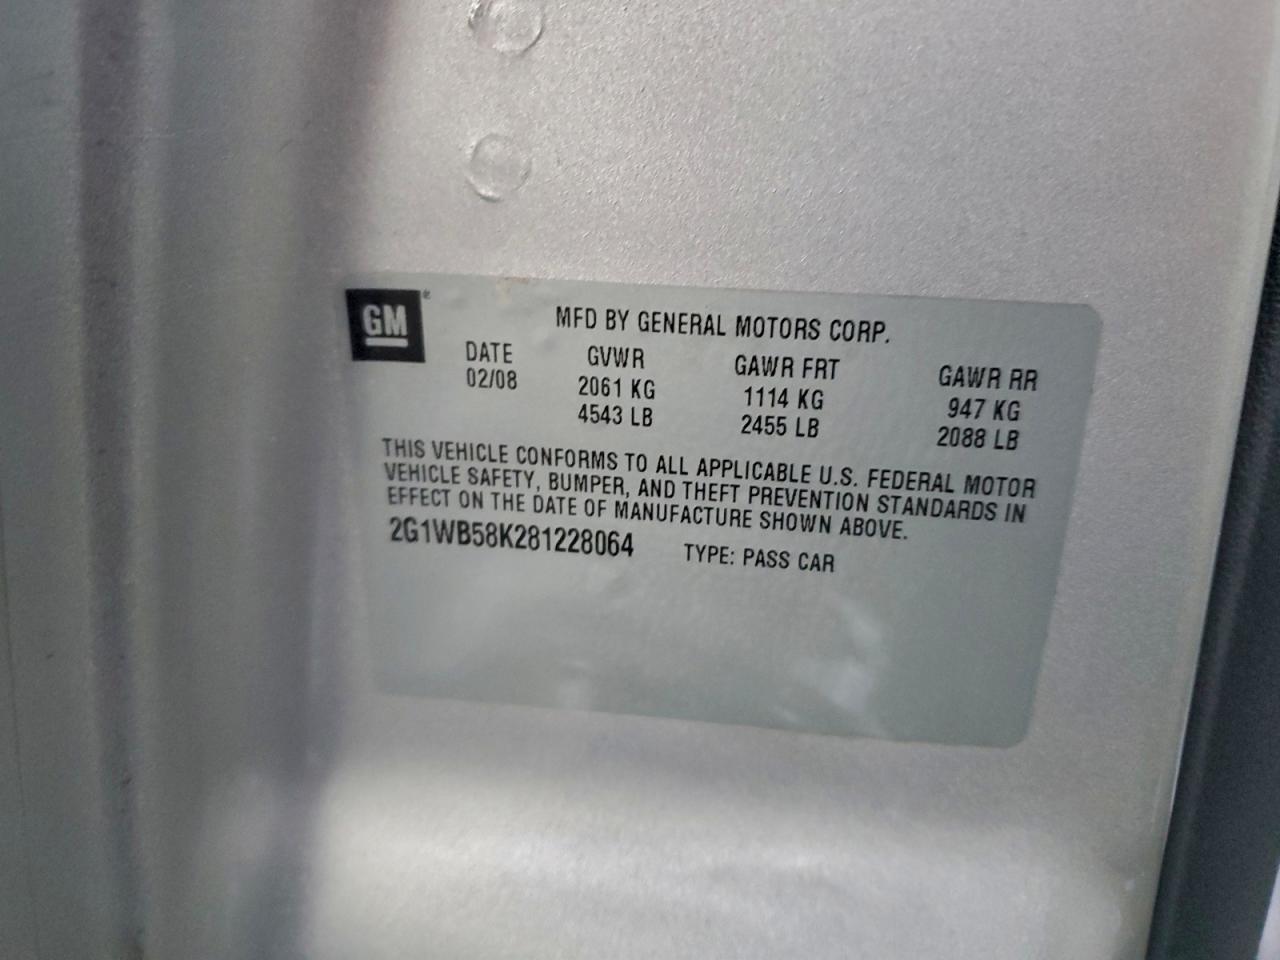 GM®
MFD BY GENERAL MOTORS CORP.
DATE GVWR GAWR FRT GAWR RR
02/08 2061 KG 1114 KG 947 KG
4543 LB 2455 LB 2088 LB
THIS VEHICLE CONFORMS TO ALL APPLICABLE U.S. FEDERAL MOTOR
VEHICLE SAFETY, BUMPER, AND THEFT PREVENTION STANDARDS IN
EFFECT ON THE DATE OF MANUFACTURE SHOWN ABOVE.
2G1WB58K281228064 TYPE: PASS CAR